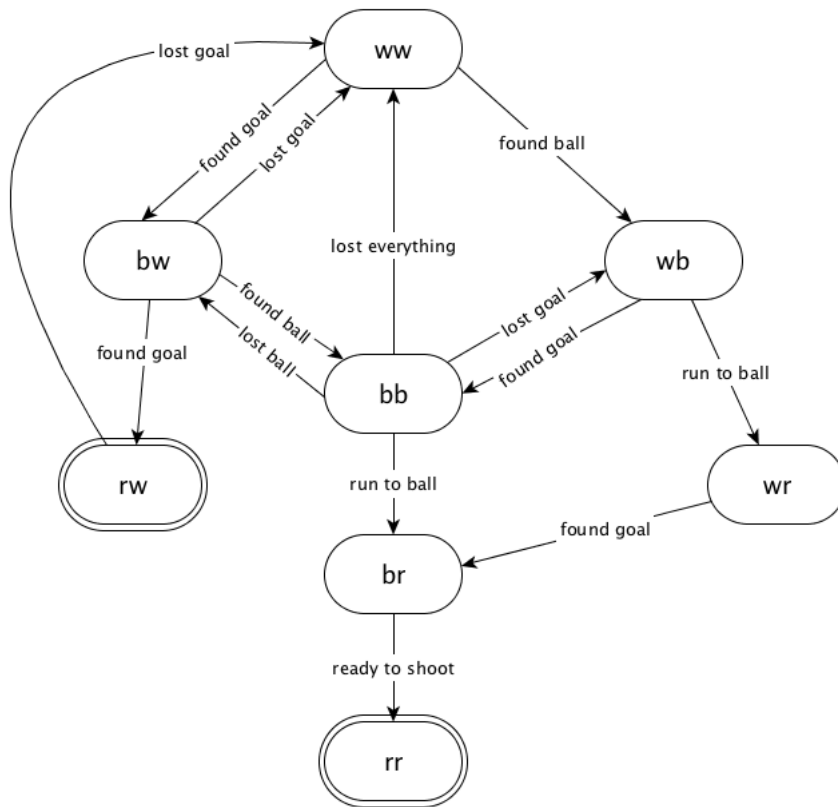 ww
lost goal
found goal
lost goal
found ball
bw
lost everything
wb
found ball
lost ball
lost goal
found goal
found goal
bb
run to ball
rw
run to ball
wr
found goal
br
ready to shoot
rr